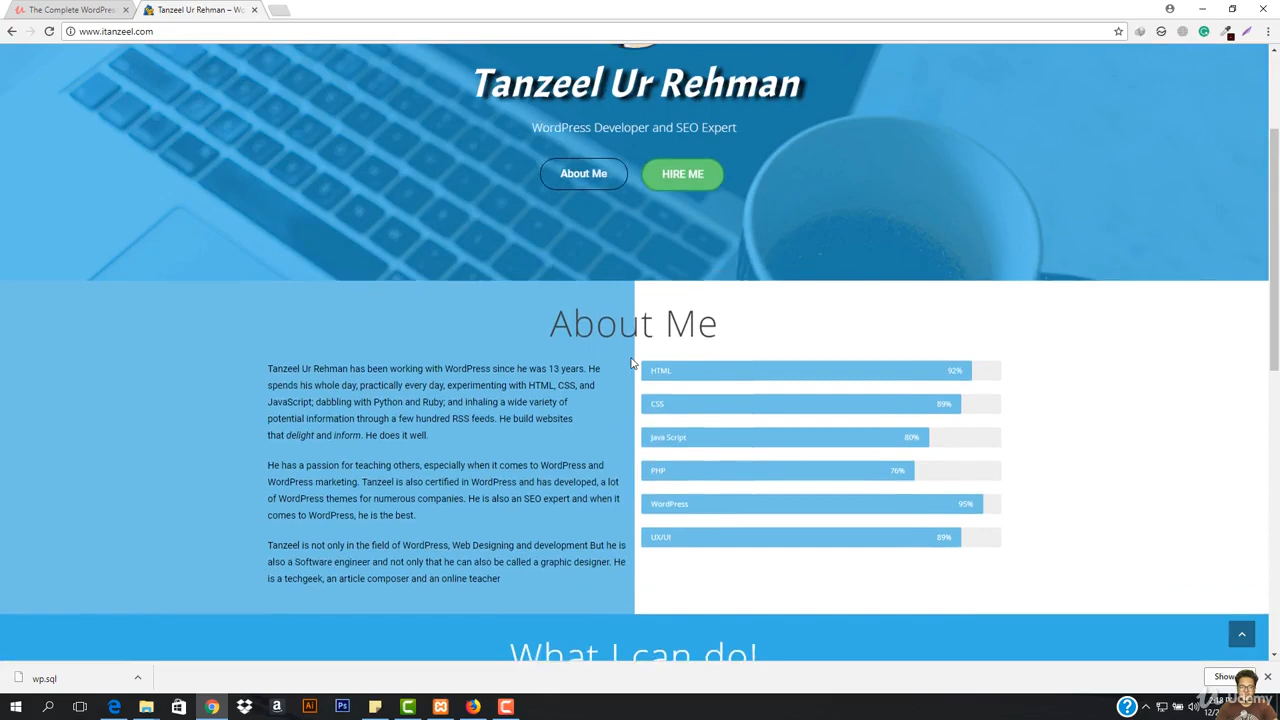 The Complete WordPres
Tanzeel Ur Rehman – Wo
www.itanzeel.com
Tanzeel Ur Rehman
WordPress Developer and SEO Expert
About Me
HIRE ME
About Me
Tanzeel Ur Rehman has been working with WordPress since he was 13 years. He
spends his whole day, practically every day, experimenting with HTML, CSS, and
JavaScript; dabbling with Python and Ruby; and inhaling a wide variety of
potential information through a few hundred RSS feeds. He build websites
that delight and inform. He does it well.
He has a passion for teaching others, especially when it comes to WordPress and
WordPress marketing. Tanzeel is also certified in WordPress and has developed, a lot
of WordPress themes for numerous companies. He is also an SEO expert and when it
comes to WordPress, he is the best.
Tanzeel is not only in the field of WordPress, Web Designing and development But he is
also a Software engineer and not only that he can also be called a graphic designer. He
is a techgeek, an article composer and an online teacher
HTML 92%
CSS 89%
Java Script 80%
PHP 76%
WordPress 95%
UX/UI 89%
What I can do!
wp.sql
Show
Udemy